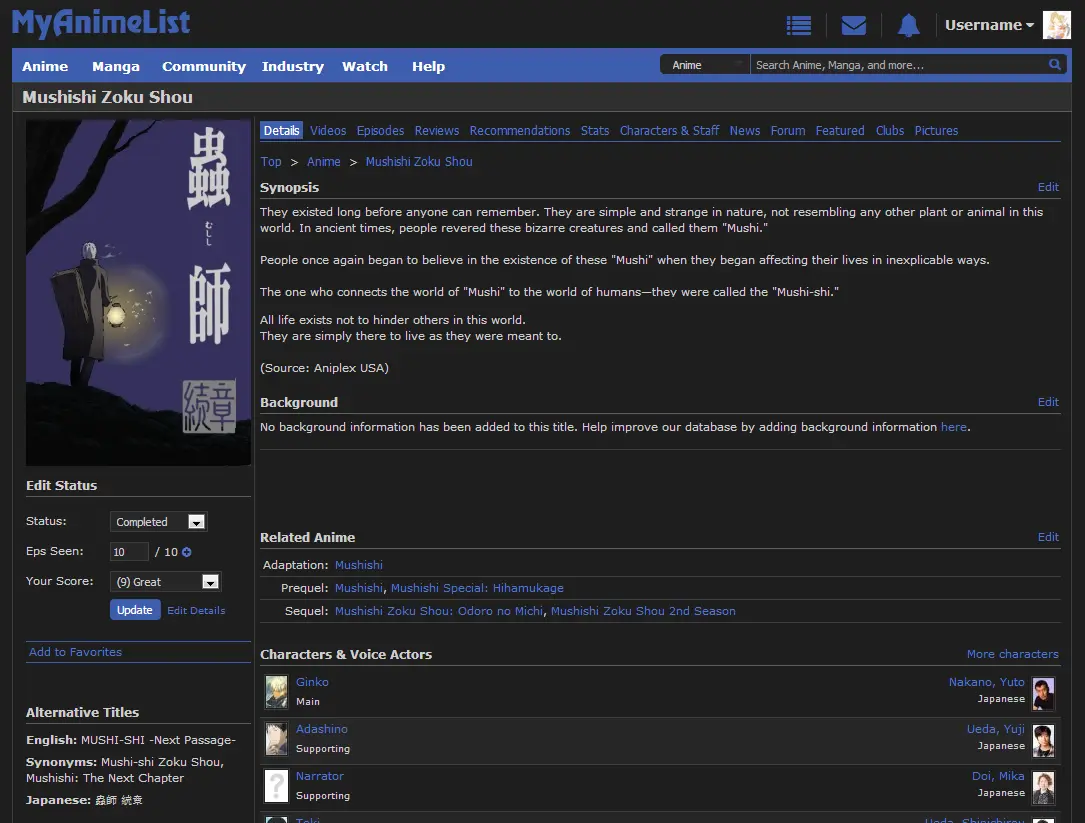 MyAnimeList
Username
Anime Manga Community Industry Watch Help
Anime Search Anime, Manga, and more...
Mushishi Zoku Shou
蟲師
むしし
續章
Details Videos Episodes Reviews Recommendations Stats Characters & Staff News Forum Featured Clubs Pictures
Top > Anime > Mushishi Zoku Shou
Synopsis Edit
They existed long before anyone can remember. They are simple and strange in nature, not resembling any other plant or animal in this
world. In ancient times, people revered these bizarre creatures and called them "Mushi."
People once again began to believe in the existence of these "Mushi" when they began affecting their lives in inexplicable ways.
The one who connects the world of "Mushi" to the world of humans—they were called the "Mushi-shi."
All life exists not to hinder others in this world.
They are simply there to live as they were meant to.
(Source: Aniplex USA)
Background Edit
No background information has been added to this title. Help improve our database by adding background information here.
Edit Status
Status: Completed
Eps Seen: 10 / 10
Your Score: (9) Great
Update Edit Details
Add to Favorites
Alternative Titles
English: MUSHI-SHI -Next Passage-
Synonyms: Mushi-shi Zoku Shou,
Mushishi: The Next Chapter
Japanese: 蟲師 続章
Related Anime Edit
Adaptation: Mushishi
Prequel: Mushishi, Mushishi Special: Hihamukage
Sequel: Mushishi Zoku Shou: Odoro no Michi, Mushishi Zoku Shou 2nd Season
Characters & Voice Actors More characters
Ginko Nakano, Yuto
Main Japanese
Adashino Ueda, Yuji
Supporting Japanese
Narrator Doi, Mika
Supporting Japanese